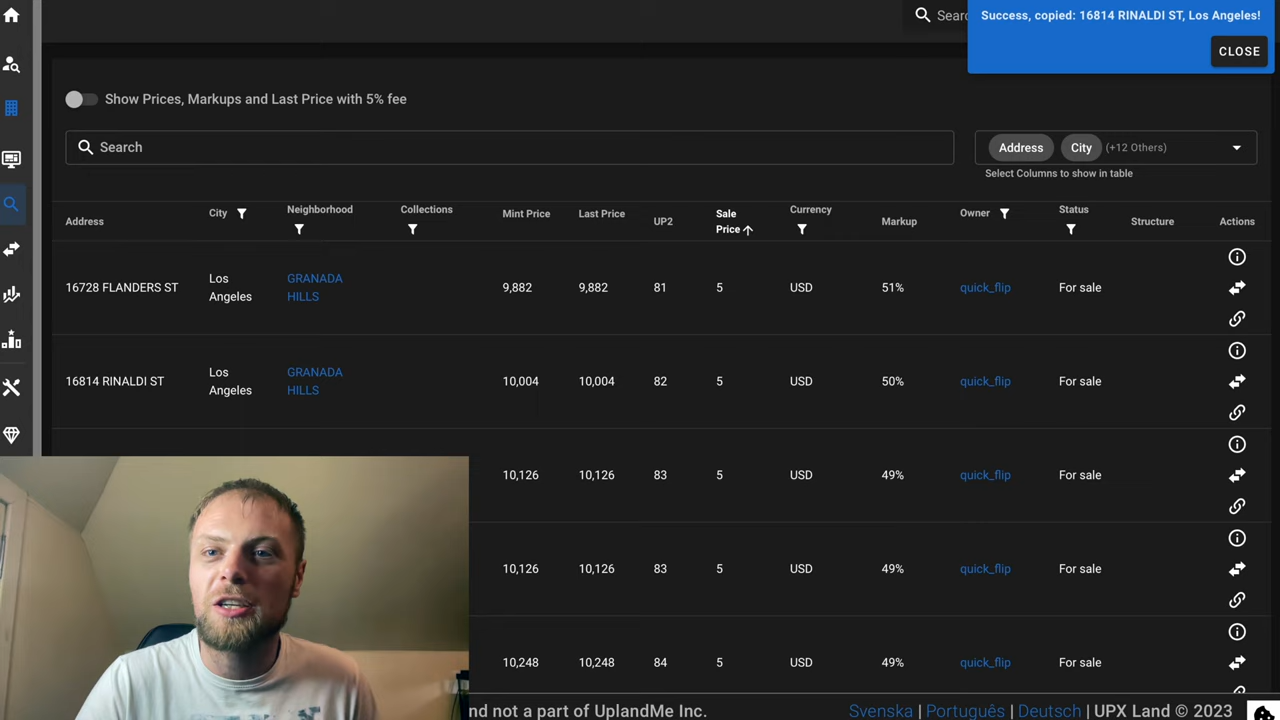 Sear
Success, copied: 16814 RINALDI ST, Los Angeles!
CLOSE
Show Prices, Markups and Last Price with 5% fee
Search
Address City (+12 Others)
Select Columns to show in table
Address City Neighborhood Collections Mint Price Last Price UP2 Sale Price Currency Markup Owner Status Structure Actions
16728 FLANDERS ST Los Angeles GRANADA HILLS 9,882 9,882 81 5 USD 51% quick_flip For sale
16814 RINALDI ST Los Angeles GRANADA HILLS 10,004 10,004 82 5 USD 50% quick_flip For sale
10,126 10,126 83 5 USD 49% quick_flip For sale
10,126 10,126 83 5 USD 49% quick_flip For sale
10,248 10,248 84 5 USD 49% quick_flip For sale
nd not a part of UplandMe Inc.
Svenska | Português | Deutsch | UPX Land © 2023